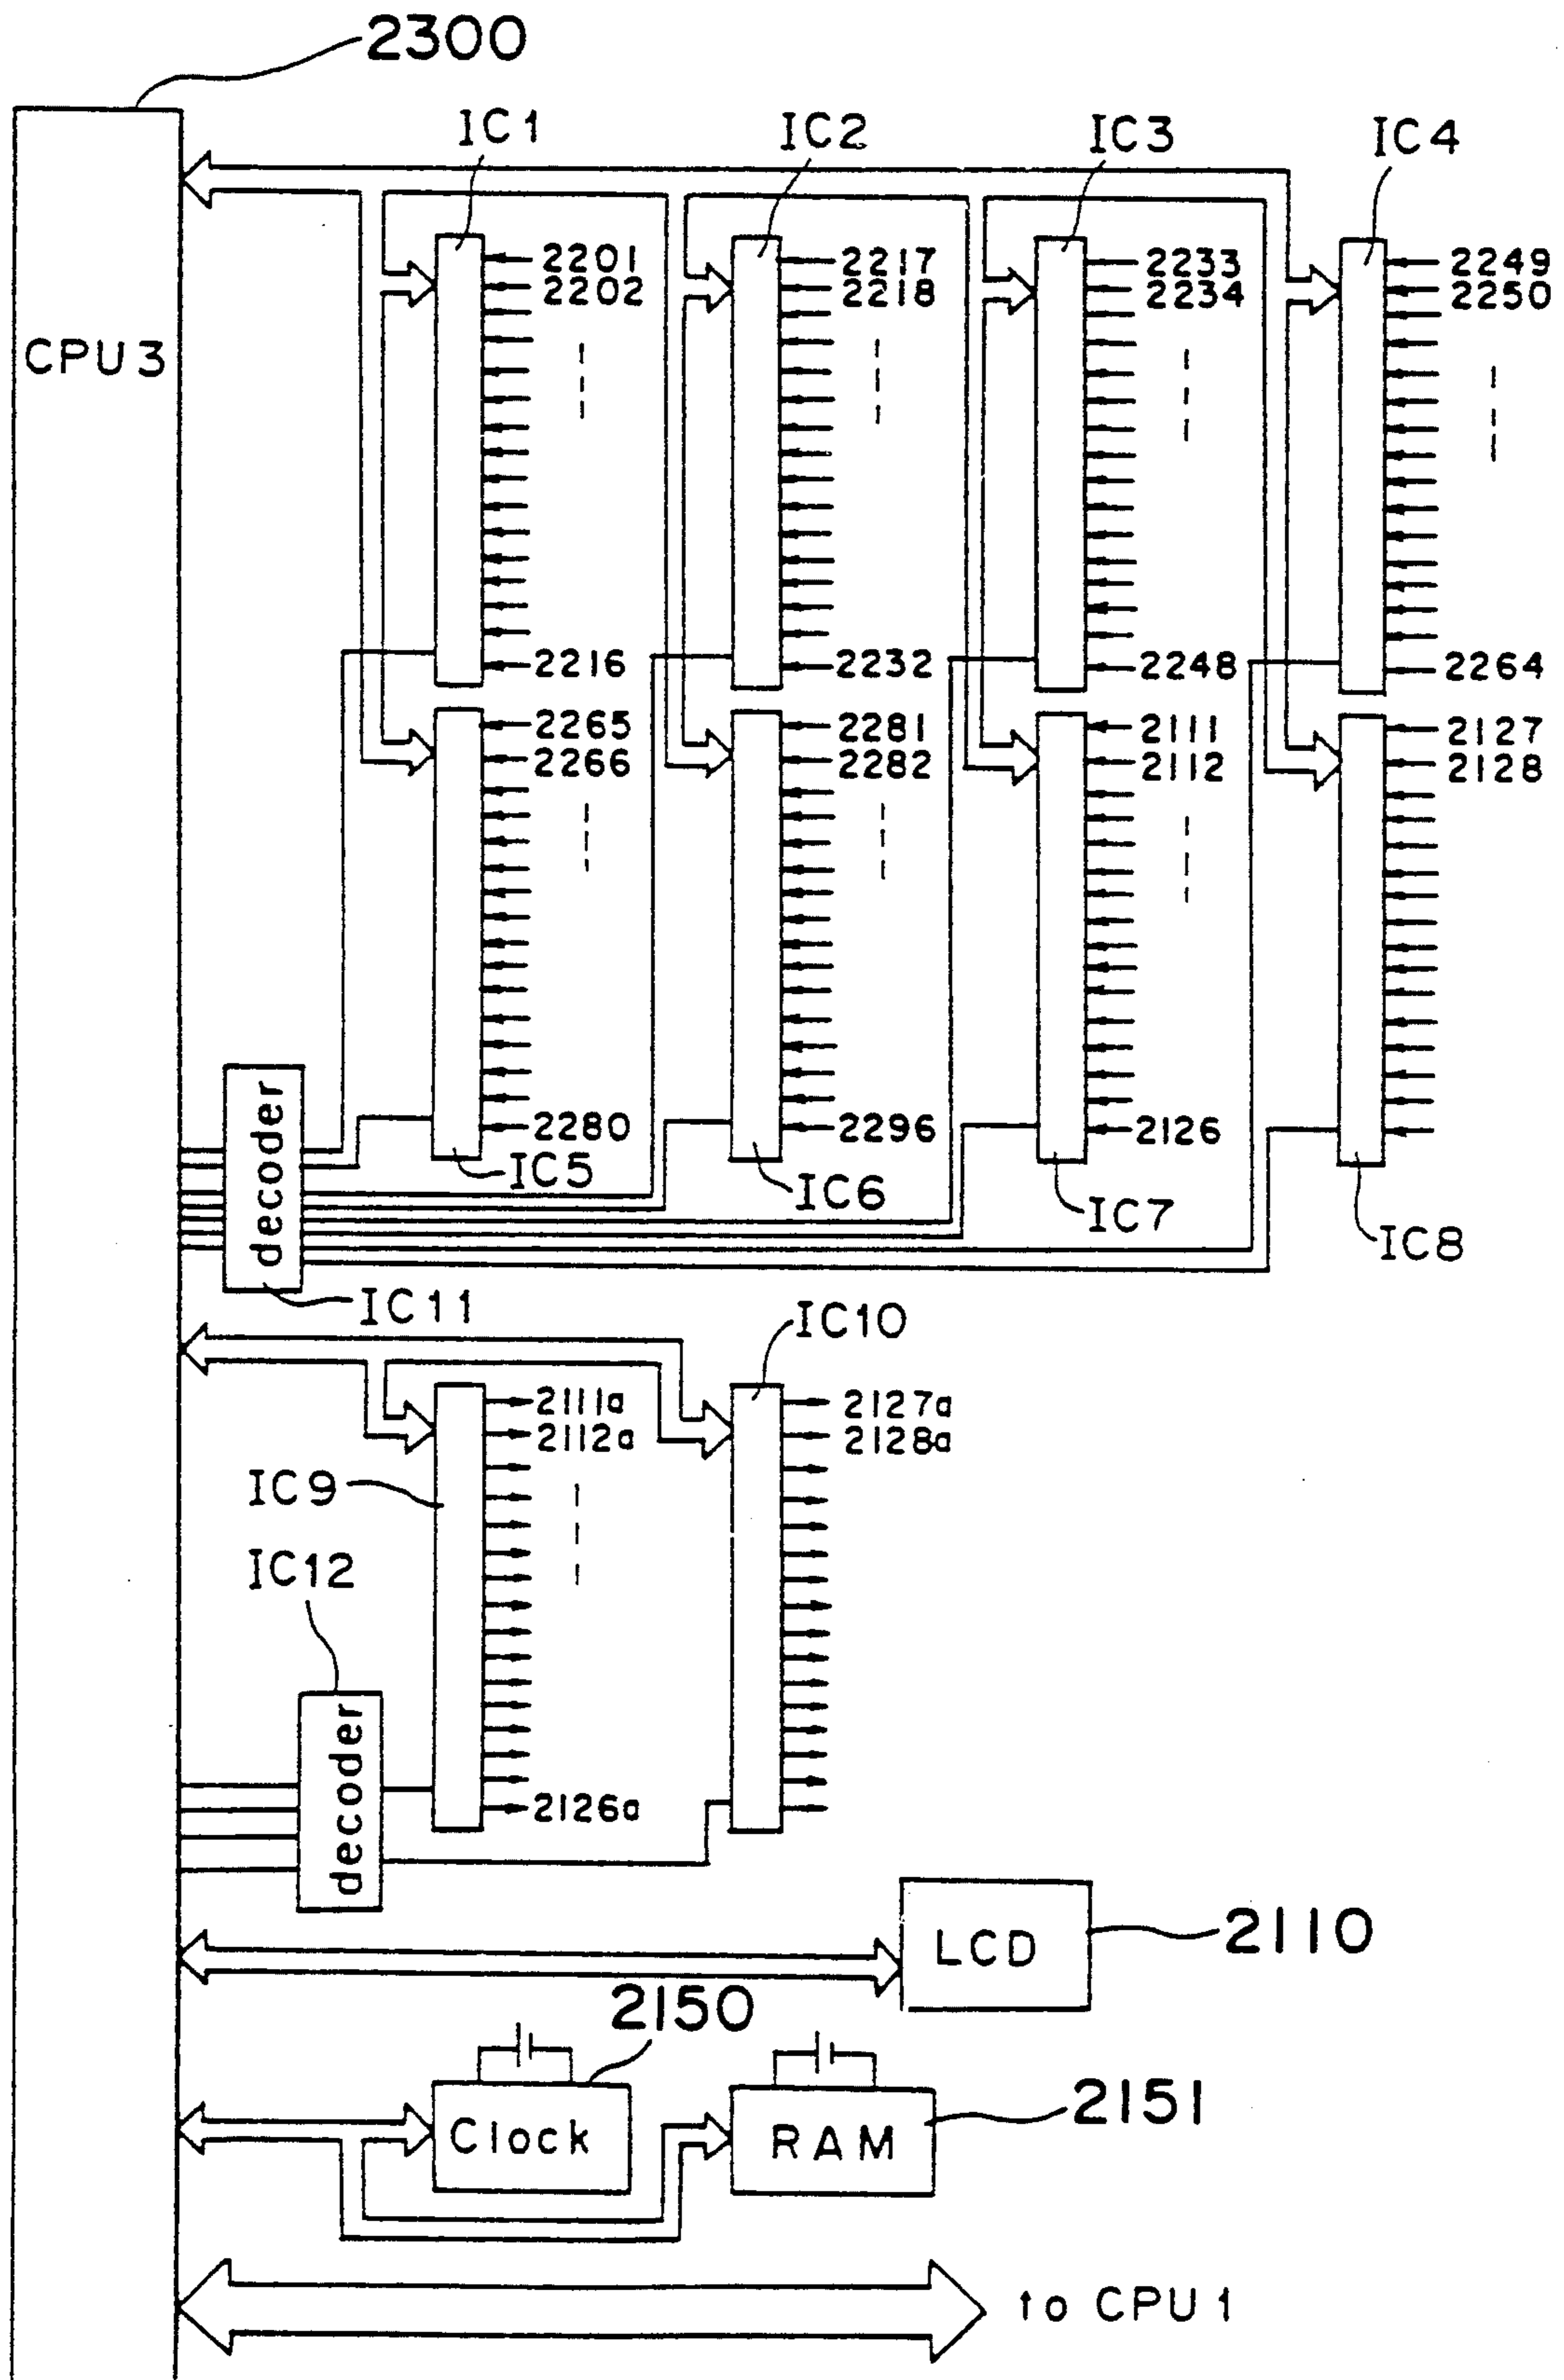 2300
IC1
IC2
IC3
IC4
CPU3
2201
2202
2216
2217
2218
2232
2233
2234
2248
2249
2250
2264
2265
2266
2280
2281
2282
2296
2111
2112
2126
2127
2128
IC5
IC6
IC7
IC8
decoder
IC11
IC10
2111a
2112a
2126a
2127a
2128a
IC9
IC12
decoder
LCD
2110
2150
Clock
2151
RAM
to CPU1